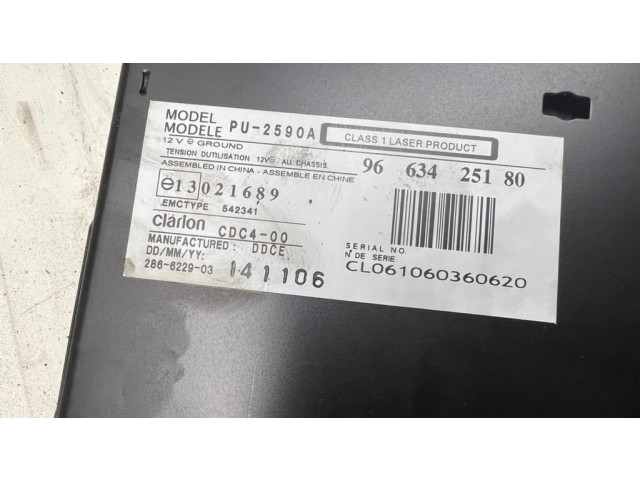 MODEL
MODELE PU-2590A CLASS 1 LASER PRODUCT
12 V ⊖ GROUND
TENSION DUTILISATION 12V⊖ AU CHASSIS
ASSEMBLED IN CHINA - ASSEMBLE EN CHINE
96 634 251 80
⊖13 021689
.EMCTYPE 542341
clarion CDC4-00
MANUFACTURED: DDCE
DD/MM/YY:
286-6229-03 141106
SERIAL NO.
N° DE SERIE
CL061060360620